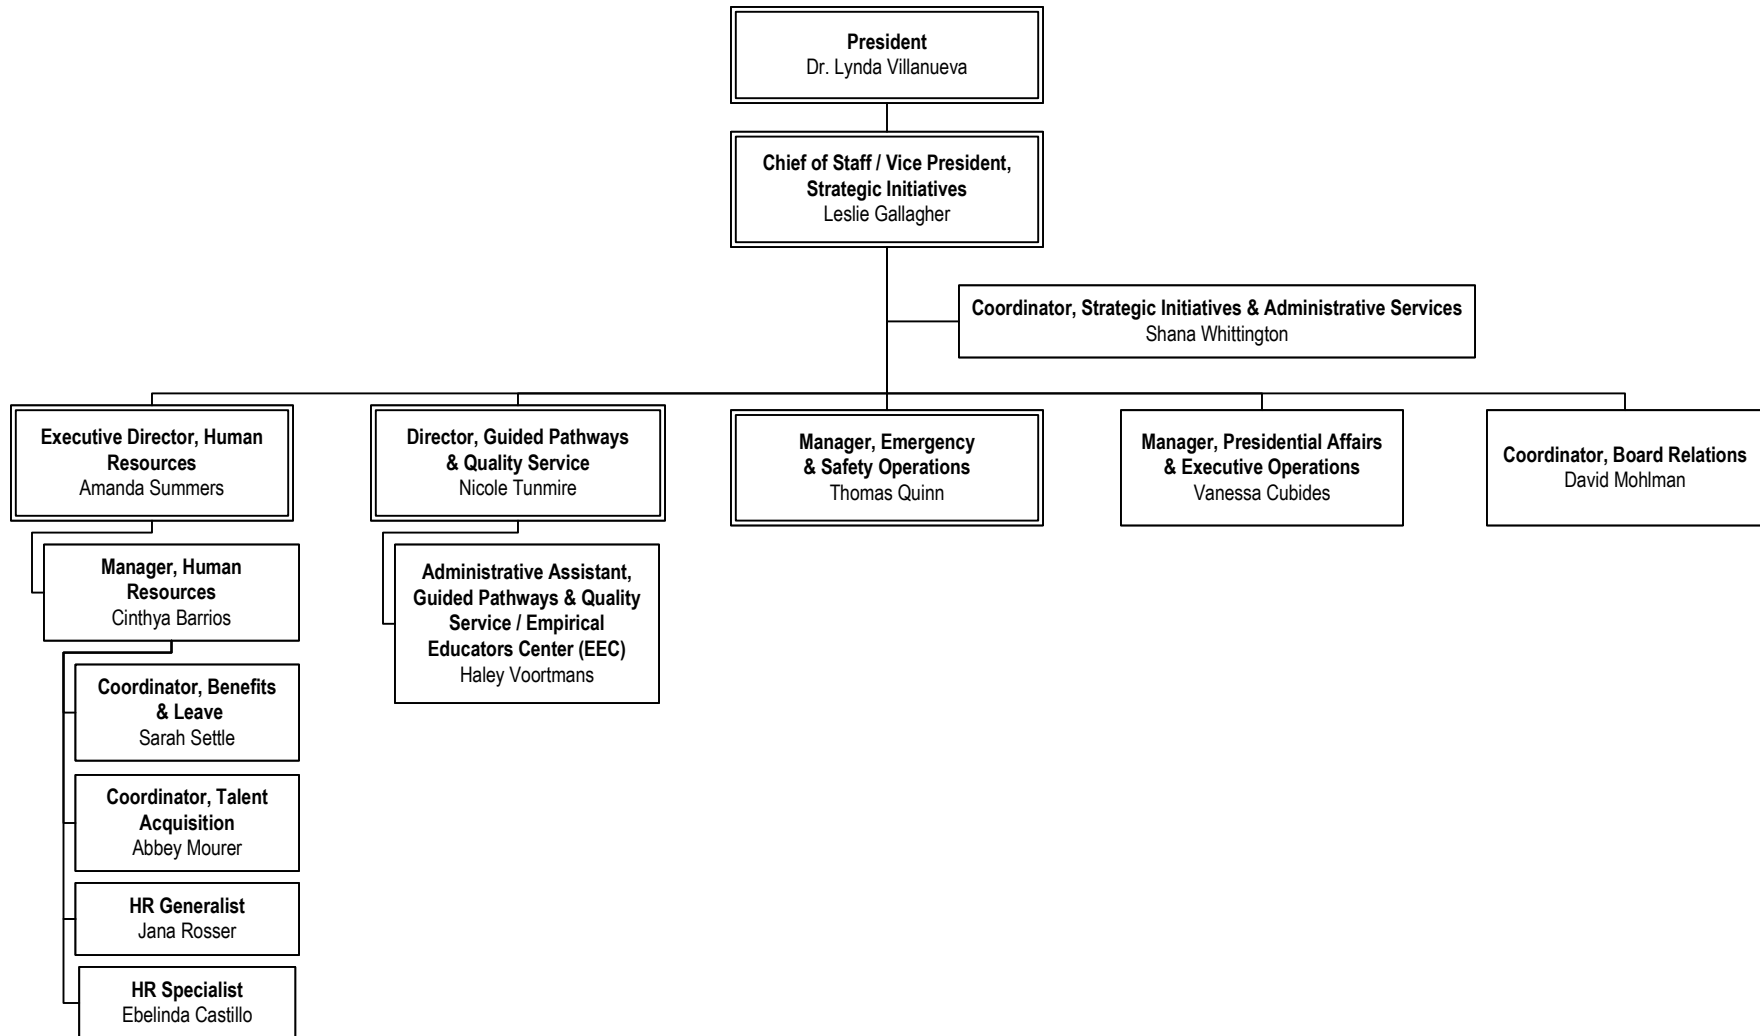 President
Dr. Lynda Villanueva
Chief of Staff / Vice President,
Strategic Initiatives
Leslie Gallagher
Coordinator, Strategic Initiatives & Administrative Services
Shana Whittington
Executive Director, Human
Resources
Amanda Summers
Director, Guided Pathways
& Quality Service
Nicole Tunmire
Manager, Emergency
& Safety Operations
Thomas Quinn
Manager, Presidential Affairs
& Executive Operations
Vanessa Cubides
Coordinator, Board Relations
David Mohlman
Manager, Human
Resources
Cinthya Barrios
Administrative Assistant,
Guided Pathways & Quality
Service / Empirical
Educators Center (EEC)
Haley Voortmans
Coordinator, Benefits
& Leave
Sarah Settle
Coordinator, Talent
Acquisition
Abbey Mourer
HR Generalist
Jana Rosser
HR Specialist
Ebelinda Castillo